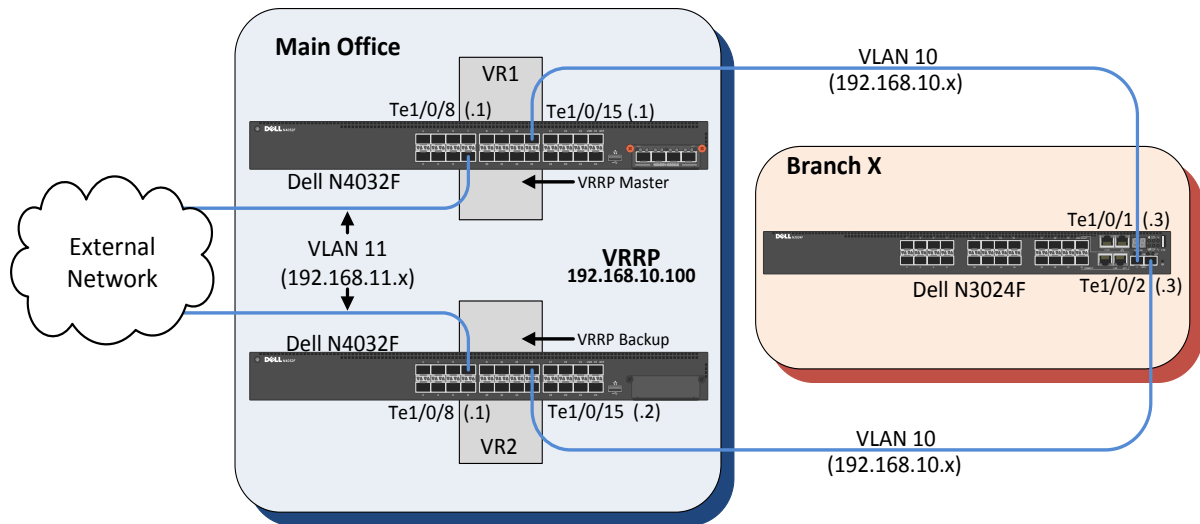 Main Office
VR1
VLAN 10
(192.168.10.x)
Te1/0/8 (.1)
Te1/0/15 (.1)
DELL
Dell N4032F
VRRP Master
External
Network
VLAN 11
(192.168.11.x)
VRRP
192.168.10.100
Branch X
Te1/0/1 (.3)
DELL
Dell N3024F
Te1/0/2 (.3)
Dell N4032F
VRRP Backup
DELL
Te1/0/8 (.1)
Te1/0/15 (.2)
VR2
VLAN 10
(192.168.10.x)